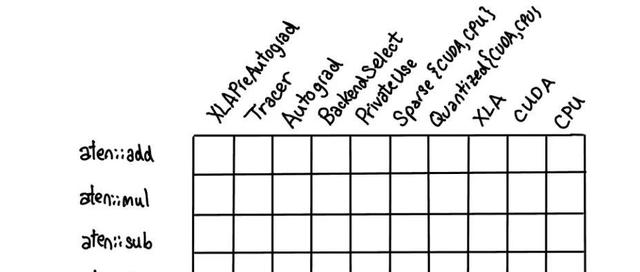 XLAPreAutograd
Tracer
Autograd
BackendSelect
PrivateUse
Sparse {CUDA, CPU}
Quantized {CUDA, CPU}
XLA
CUDA
CPU
aten::add
aten::mul
aten::sub